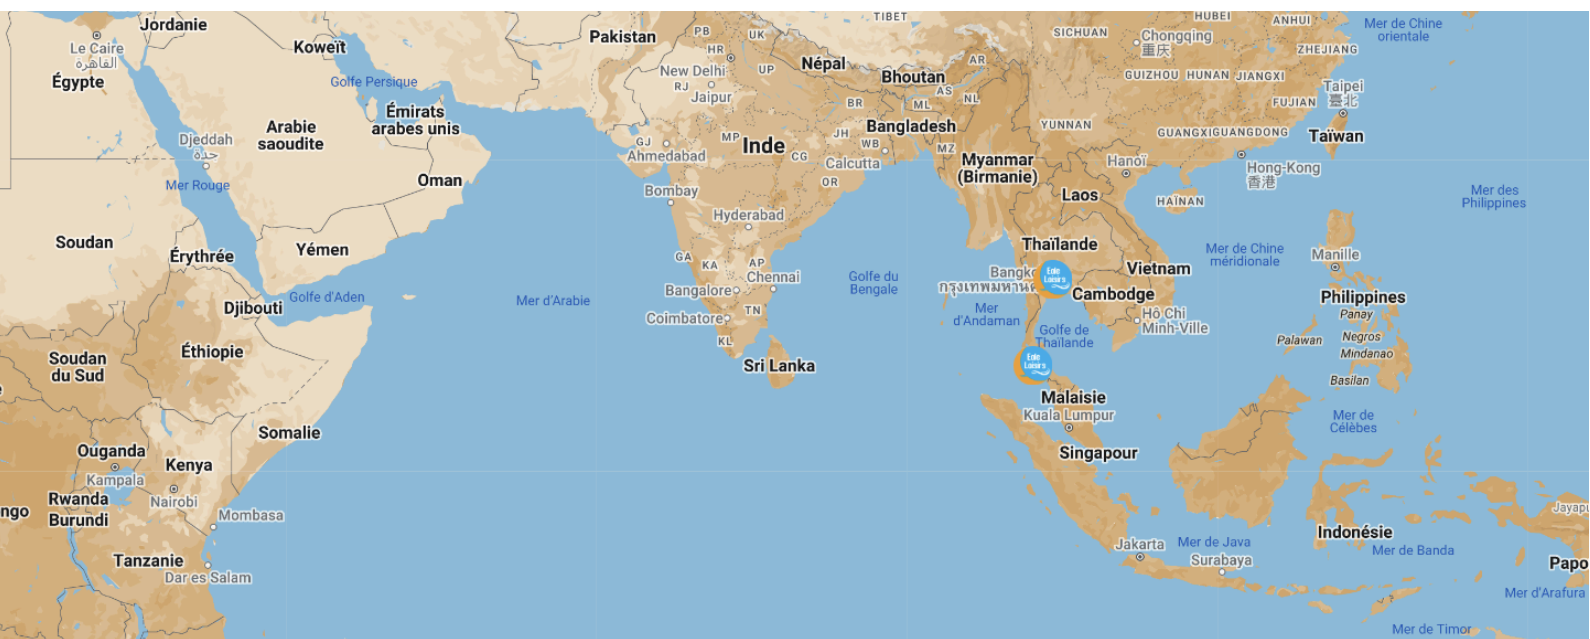 TIBET
HUBEI
ANHUI
Mer de Chine
orientale
Jordanie
Pakistan
PB
UK
SICHUAN
Chongqing
重庆
ZHEJIANG
Le Caire
القاهرة
Koweït
HR
Népal
AR
Égypte
Golfe Persique
New Delhi
UP
Bhoutan
GUIZHOU
HUNAN
JIANGXI
RJ
Jaipur
AS
NL
Taipei
臺北
Émirats
arabes unis
BR
ML
FUJIAN
Arabie
saoudite
MP
JH
Bangladesh
YUNNAN
GUANGXI
GUANGDONG
Taïwan
Djeddah
جدة
GJ
Ahmedabad
Inde
CG
WB
Calcutta
MZ
Myanmar
(Birmanie)
Hanoï
Hong-Kong
香港
Mer Rouge
Oman
Bombay
OR
Laos
HAÏNAN
Mer des
Philippines
Hyderabad
Soudan
Érythrée
Yémen
GA
KA
AP
Thaïlande
Mer de Chine
méridionale
Manille
Chennai
Golfe du
Bengale
Bangko
กรุงเทพมหานค
Eole
Loisirs
Vietnam
Djibouti
Golfe d'Aden
Mer d'Arabie
Bangalore
Cambodge
Philippines
Coimbatore
TN
Mer
d'Andaman
Hô Chi
Minh-Ville
Panay
KL
Golfe de
Thaïlande
Palawan
Negros
Mindanao
Soudan
du Sud
Éthiopie
Sri Lanka
Eole
Loisirs
Basilan
Malaisie
Kuala Lumpur
Mer de
Célèbes
Somalie
Ouganda
Kenya
Singapour
Kampala
Rwanda
Nairobi
ngo
Burundi
Mombasa
Jayapu
Indonésie
Tanzanie
Jakarta
Mer de Java
Mer de Banda
Dar es Salam
Surabaya
Papo
Mer d'Arafura
Mer de Timor